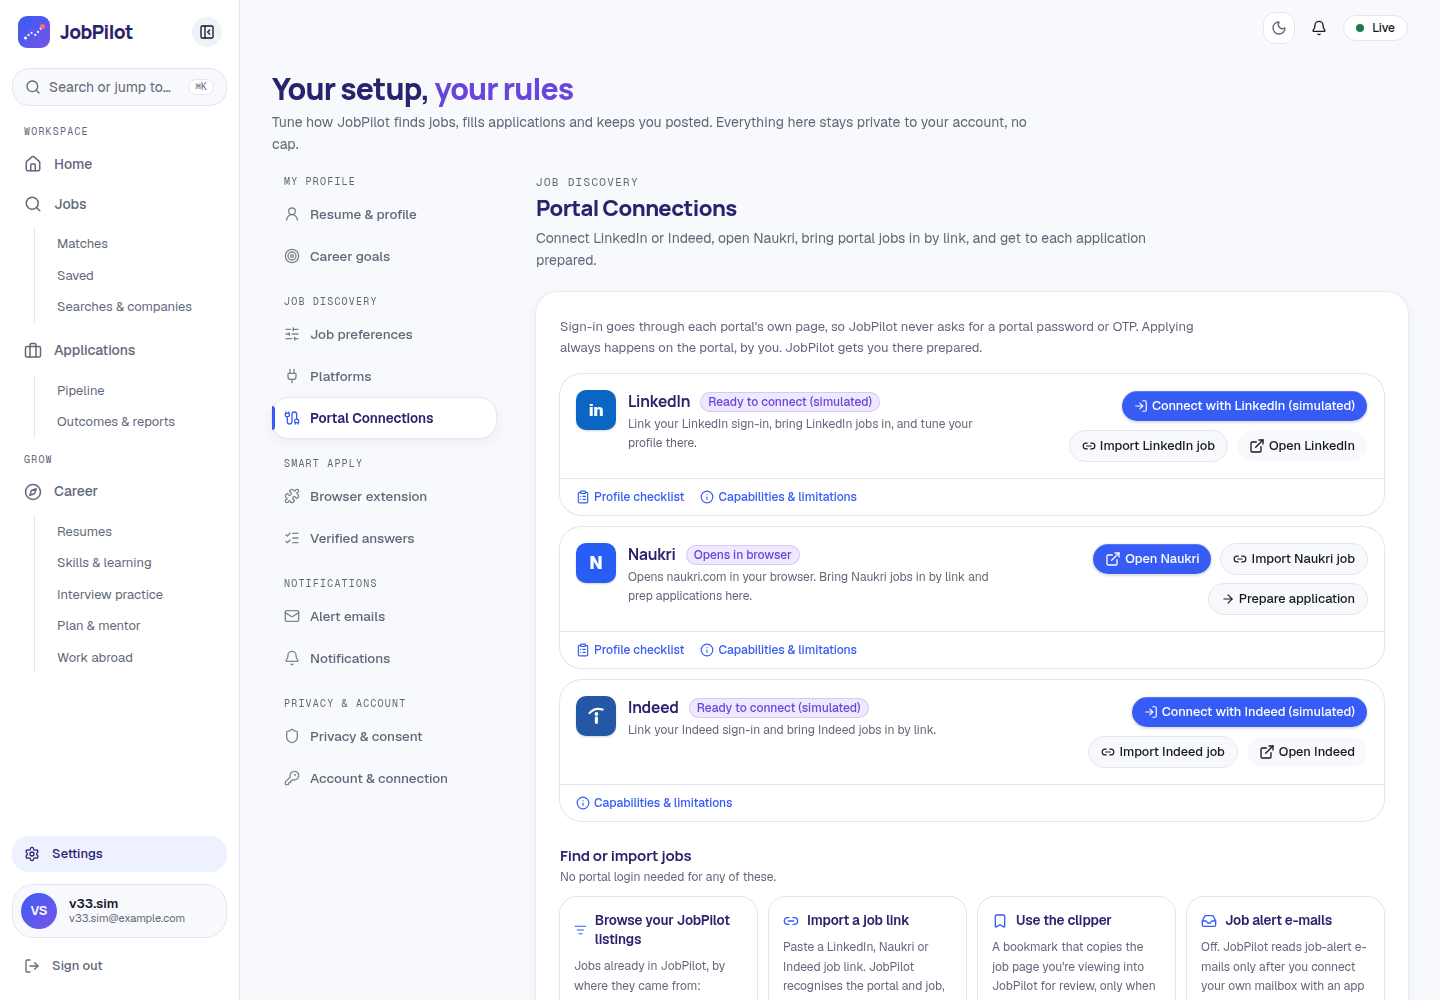 JobPilot
Search or jump to...
⌘K
WORKSPACE
Home
Jobs
Matches
Saved
Searches & companies
Applications
Pipeline
Outcomes & reports
GROW
Career
Resumes
Skills & learning
Interview practice
Plan & mentor
Work abroad
Settings
VS
v33.sim
v33.sim@example.com
Sign out
Live
Your setup, your rules
Tune how JobPilot finds jobs, fills applications and keeps you posted. Everything here stays private to your account, no
cap.
MY PROFILE
Resume & profile
Career goals
JOB DISCOVERY
Job preferences
Platforms
Portal Connections
SMART APPLY
Browser extension
Verified answers
NOTIFICATIONS
Alert emails
Notifications
PRIVACY & ACCOUNT
Privacy & consent
Account & connection
JOB DISCOVERY
Portal Connections
Connect LinkedIn or Indeed, open Naukri, bring portal jobs in by link, and get to each application
prepared.
Sign-in goes through each portal's own page, so JobPilot never asks for a portal password or OTP. Applying
always happens on the portal, by you. JobPilot gets you there prepared.
in
LinkedIn
Ready to connect (simulated)
Link your LinkedIn sign-in, bring LinkedIn jobs in, and tune your
profile there.
Connect with LinkedIn (simulated)
Import LinkedIn job
Open LinkedIn
Profile checklist
Capabilities & limitations
N
Naukri
Opens in browser
Opens naukri.com in your browser. Bring Naukri jobs in by link and
prep applications here.
Open Naukri
Import Naukri job
Prepare application
Profile checklist
Capabilities & limitations
Indeed
Ready to connect (simulated)
Link your Indeed sign-in and bring Indeed jobs in by link.
Connect with Indeed (simulated)
Import Indeed job
Open Indeed
Capabilities & limitations
Find or import jobs
No portal login needed for any of these.
Browse your JobPilot
listings
Jobs already in JobPilot, by
where they came from:
Import a job link
Paste a LinkedIn, Naukri or
Indeed job link. JobPilot
recognises the portal and job,
Use the clipper
A bookmark that copies the
job page you're viewing into
JobPilot for review, only when
Job alert e-mails
Off. JobPilot reads job-alert e-
mails only after you connect
your own mailbox with an app